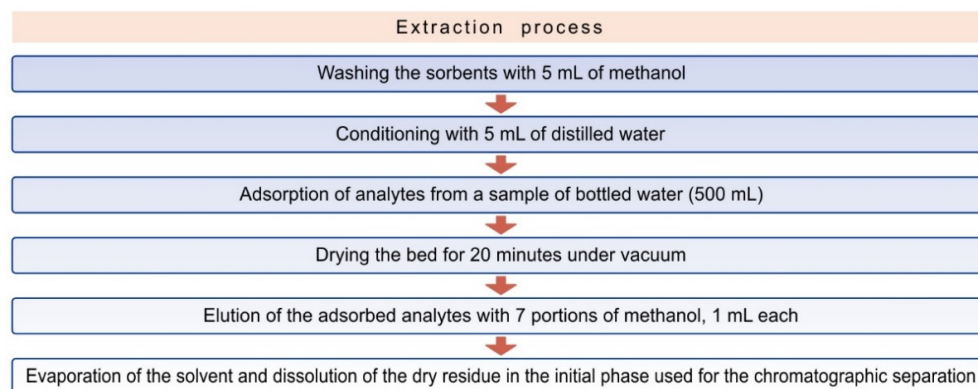 Extraction process
Washing the sorbents with 5 mL of methanol
Conditioning with 5 mL of distilled water
Adsorption of analytes from a sample of bottled water (500 mL)
Drying the bed for 20 minutes under vacuum
Elution of the adsorbed analytes with 7 portions of methanol, 1 mL each
Evaporation of the solvent and dissolution of the dry residue in the initial phase used for the chromatographic separation